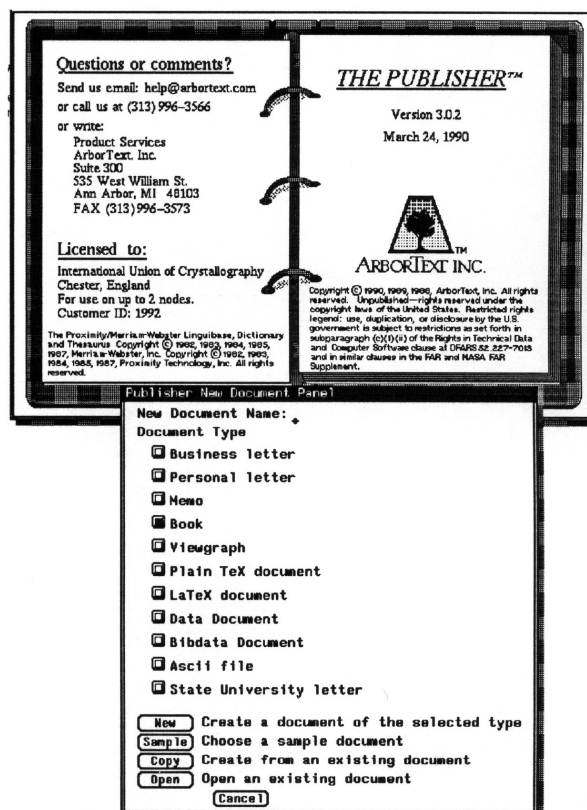 Questions or comments?
Send us email: help@arbortext.com
or call us at (313) 996-3566
or write:
Product Services
ArborText, Inc.
Suite 300
535 West William St.
Ann Arbor, MI 48103
FAX (313) 996-3573
Licensed to:
International Union of Crystallography
Chester, England
For use on up to 2 nodes.
Customer ID: 1992
The Proximity/Merriam-Webster Linguibase, Dictionary
and Thesaurus Copyright © 1982, 1983, 1984, 1985,
1987, Merriam-Webster, Inc. Copyright © 1982, 1983,
1984, 1985, 1987, Proximity Technology, Inc. All rights
reserved.
THE PUBLISHER™
Version 3.0.2
March 24, 1990
TM
ARBORTEXT INC.
Copyright © 1990, 1989, 1988, ArborText, Inc. All rights
reserved. Unpublished—rights reserved under the
copyright laws of the United States. Restricted rights
legend: use, duplication, or disclosure by the U.S.
government is subject to restrictions as set forth in
subparagraph (c)(1)(ii) of the Rights in Technical Data
and Computer Software clause at DFARS 52.227-7013
and in similar clauses in the FAR and NASA FAR
Supplement.
Publisher New Document Panel
New Document Name:
Document Type
Business letter
Personal letter
Memo
Book
Viewgraph
Plain TeX document
LaTeX document
Data Document
Bibdata Document
Ascii file
State University letter
New Create a document of the selected type
Sample Choose a sample document
Copy Create from an existing document
Open Open an existing document
Cancel